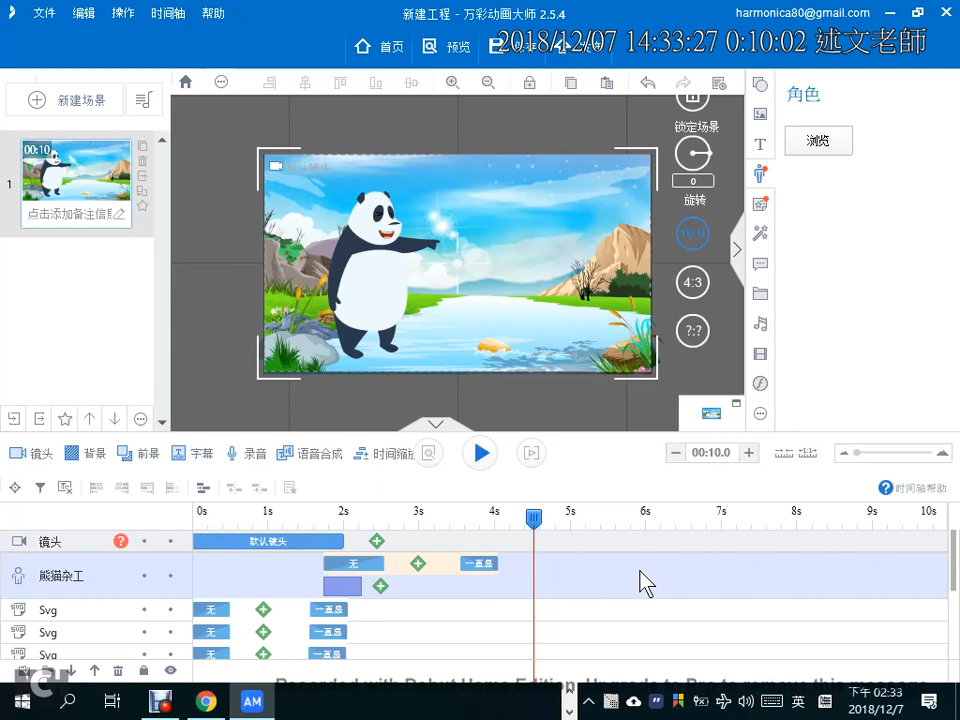 文件 编辑 操作 时间轴 帮助
新建工程 - 万彩动画大师 2.5.4
harmonica80@gmail.com
首页 预览
2018/12/07 14:33:27 0:10:02 述文老師
新建场景
角色
浏览
1
00:10
点击添加备注信息
默认镜头
锁定场景
0
旋转
16:9
4:3
?:?
镜头 背景 前景 字幕 录音 语音合成 时间缩放
00:10.0
时间轴帮助
0s 1s 2s 3s 4s 5s 6s 7s 8s 9s 10s
镜头
默认镜头
熊猫杂工
无
一直显
Svg
无
一直显
Svg
无
一直显
Svg
无
一直显
Recorded with Debut Home Edition. Upgrade to Pro to remove this message
AM
英
下午 02:33
2018/12/7